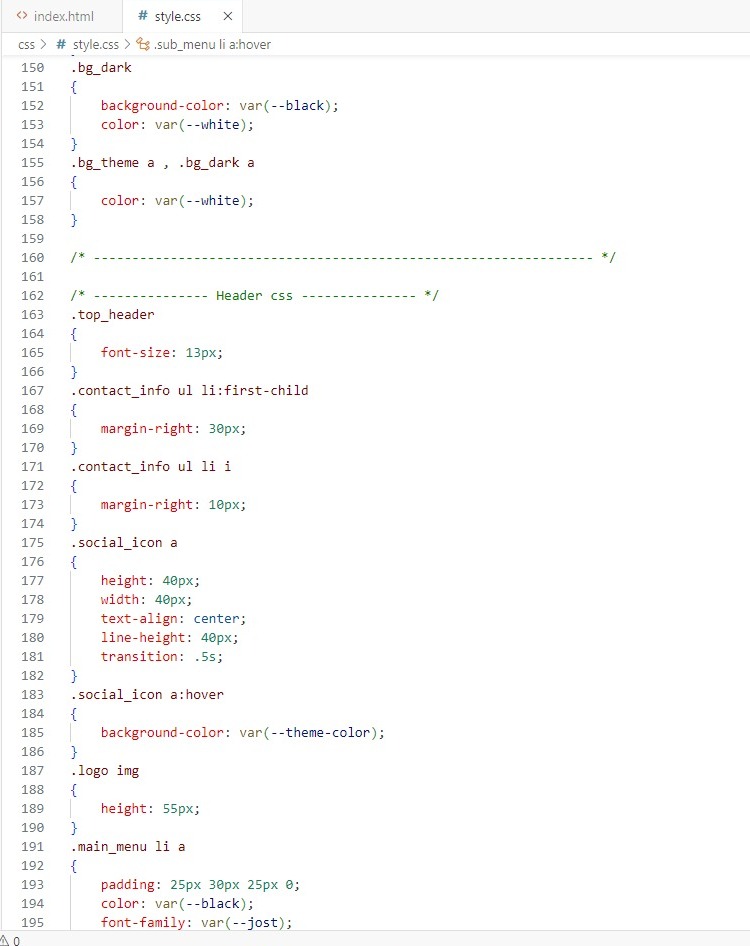 index.html
# style.css ×
css > # style.css > .sub_menu li a:hover
150 .bg_dark
151 {
152     background-color: var(--black);
153     color: var(--white);
154 }
155 .bg_theme a , .bg_dark a
156 {
157     color: var(--white);
158 }
159
160 /* ----------------------------------------------------------------- */
161
162 /* --------------- Header css --------------- */
163 .top_header
164 {
165     font-size: 13px;
166 }
167 .contact_info ul li:first-child
168 {
169     margin-right: 30px;
170 }
171 .contact_info ul li i
172 {
173     margin-right: 10px;
174 }
175 .social_icon a
176 {
177     height: 40px;
178     width: 40px;
179     text-align: center;
180     line-height: 40px;
181     transition: .5s;
182 }
183 .social_icon a:hover
184 {
185     background-color: var(--theme-color);
186 }
187 .logo img
188 {
189     height: 55px;
190 }
191 .main_menu li a
192 {
193     padding: 25px 30px 25px 0;
194     color: var(--black);
195     font-family: var(--jost);
0